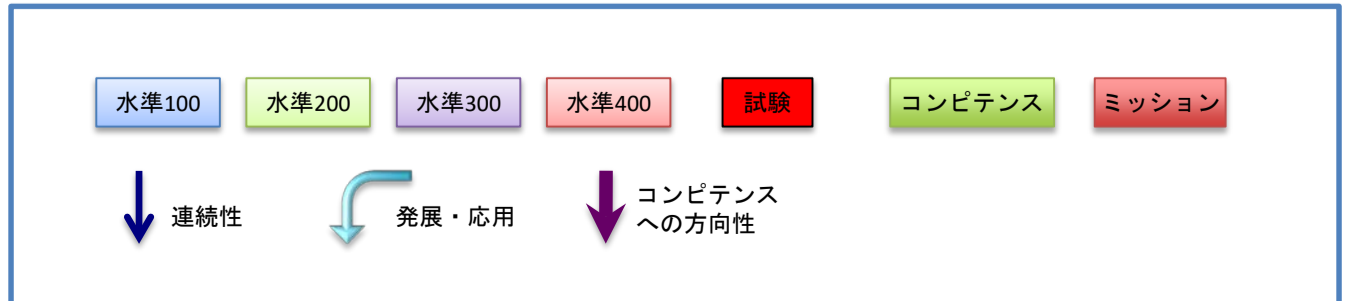 水準100
水準200
水準300
水準400
試験
コンピテンス
ミッション
連続性
発展・応用
コンピテンス
への方向性